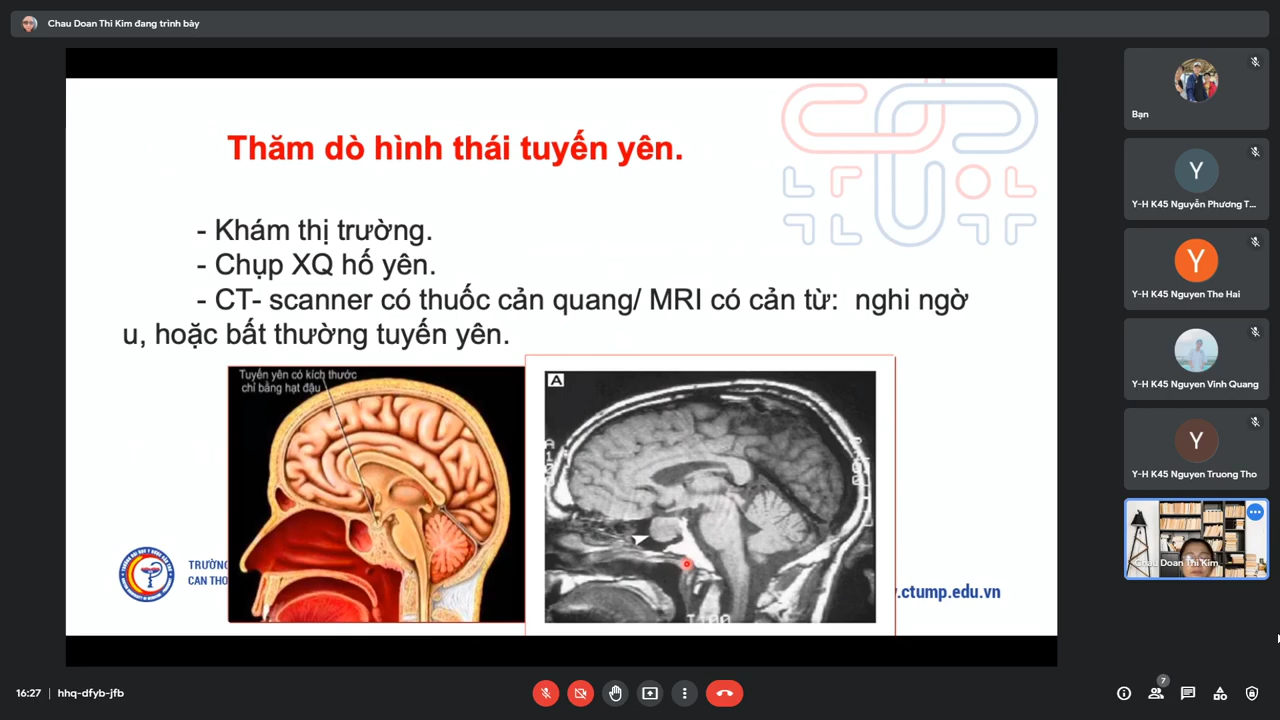 Chau Doan Thi Kim đang trình bày
Thăm dò hình thái tuyến yên.
- Khám thị trường.
- Chụp XQ hố yên.
- CT- scanner có thuốc cản quang/ MRI có cản từ: nghi ngờ
u, hoặc bất thường tuyến yên.
Tuyến yên có kích thước
chỉ bằng hạt đậu
A
TRƯỜNG
CAN THO
.ctump.edu.vn
Bạn
Y
Y-H K45 Nguyễn Phương T...
Y
Y-H K45 Nguyen The Hai
Y-H K45 Nguyen Vinh Quang
Y
Y-H K45 Nguyen Truong Tho
Chau Doan Thi Kim
16:27 | hhq-dfyb-jfb
7